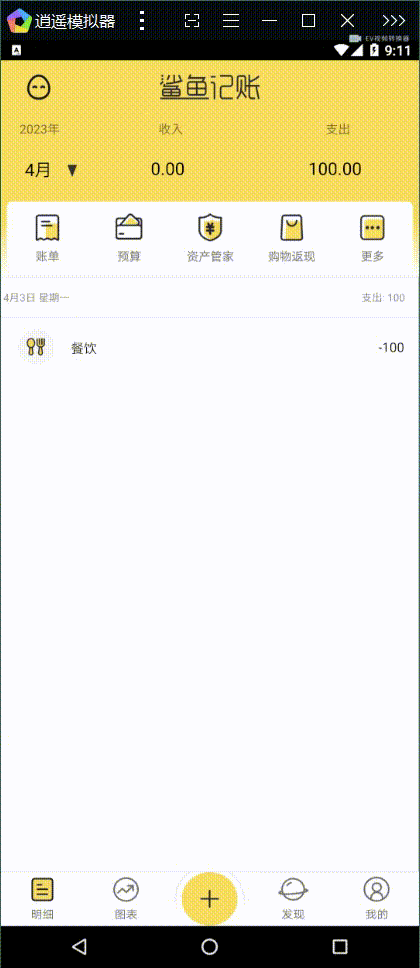 逍遥模拟器
EV视频转换器
A
9:11
鲨鱼记账
2023年 收入 支出
4月 ▼ 0.00 100.00
账单 预算 资产管家 购物返现 更多
4月3日 星期一 支出: 100
餐饮 -100
明细 图表 + 发现 我的